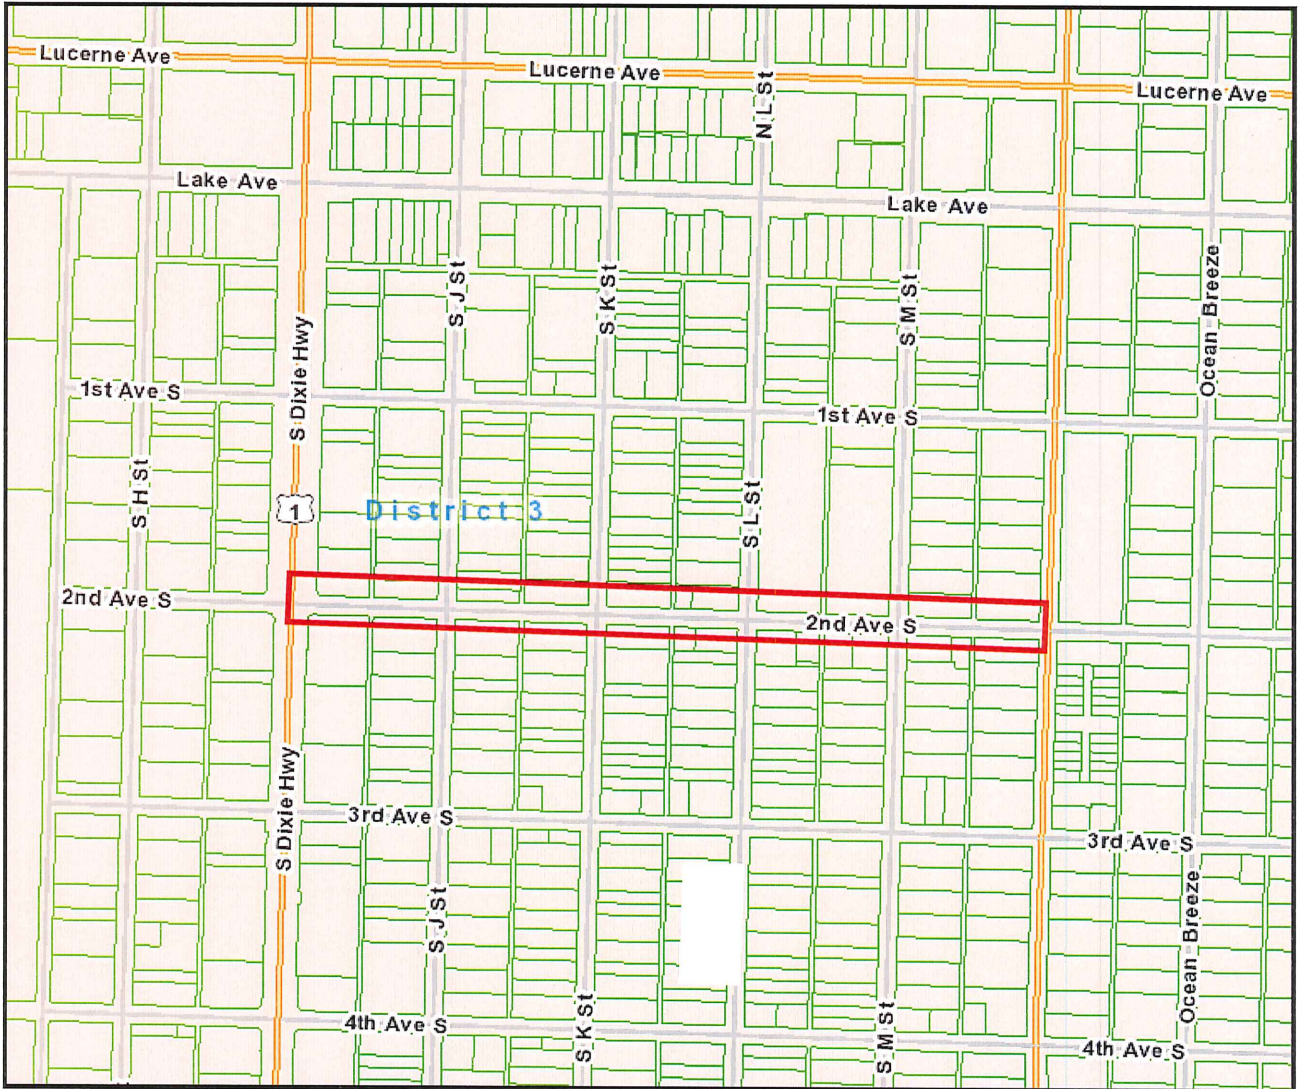 Lucerne Ave
Lucerne Ave
Lucerne Ave
N L St
Lake Ave
Lake Ave
S J St
S K St
S M St
Ocean Breeze
S Dixie Hwy
1st Ave S
1st Ave S
S H St
1
District 3
S L St
2nd Ave S
2nd Ave S
S Dixie Hwy
3rd Ave S
3rd Ave S
S J St
Ocean Breeze
S K St
S M St
4th Ave S
4th Ave S